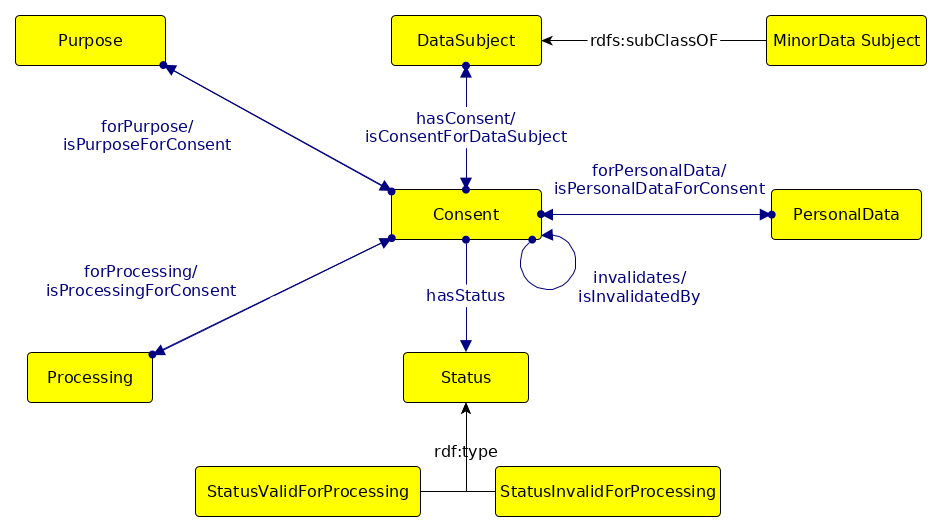 Purpose
DataSubject
rdfs:subClassOF
MinorData Subject
forPurpose/
isPurposeForConsent
hasConsent/
isConsentForDataSubject
forPersonalData/
isPersonalDataForConsent
Consent
PersonalData
forProcessing/
isProcessingForConsent
hasStatus
invalidates/
isInvalidatedBy
Processing
Status
rdf:type
StatusValidForProcessing
StatusInvalidForProcessing